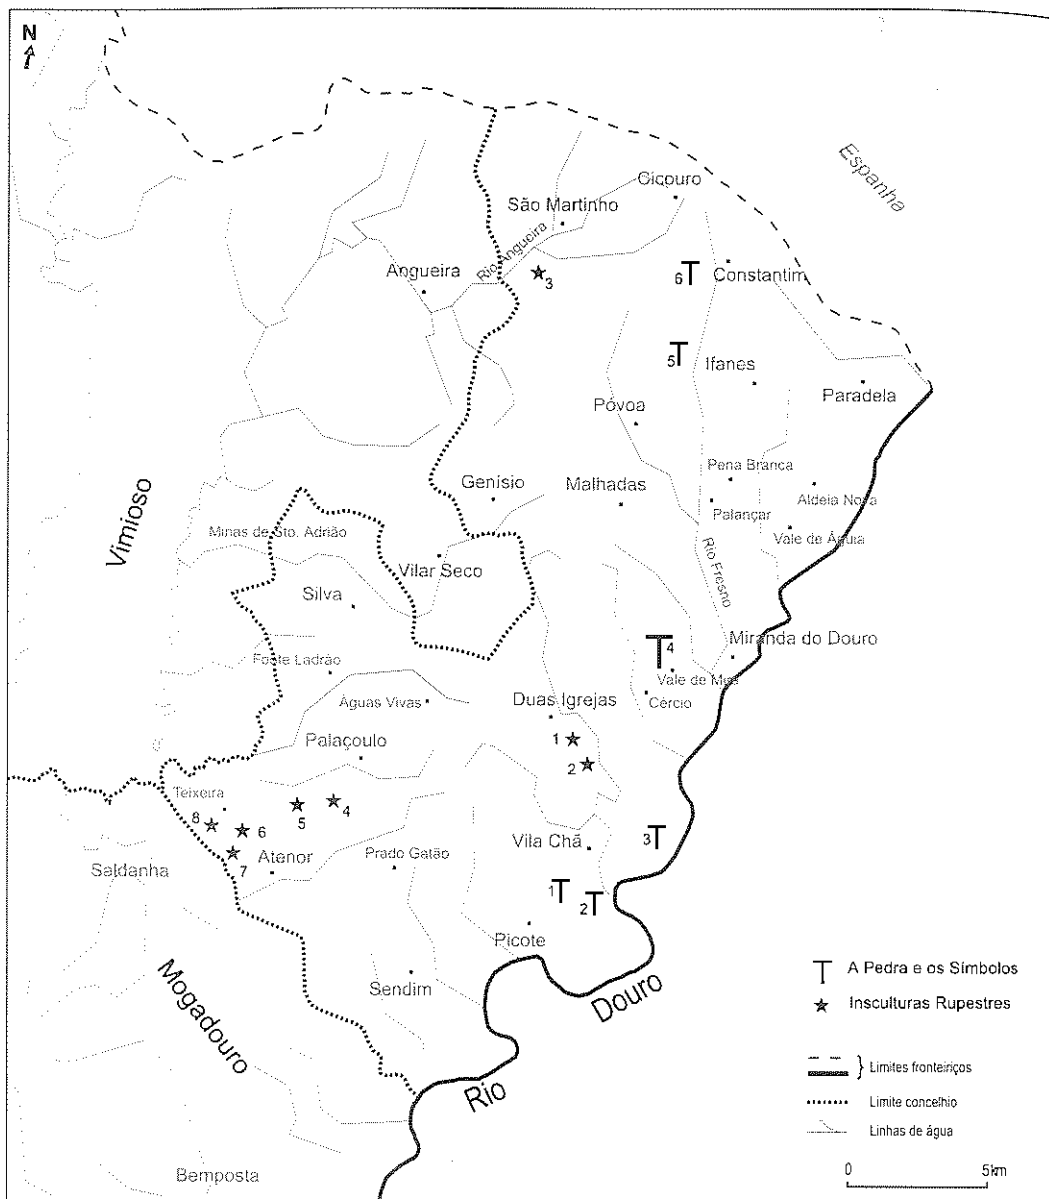 N
Espanha
Cicouro
São Martinho
Rio Angueira
Angueira
3
6 T
Constantim
5 T
Ifanes
Paradela
Póvoa
Pena Branca
Genísio
Malhadas
Aldeia Nova
Palançar
Vimioso
Minas de Sto. Adrião
Vale de Águia
Rio Fresno
Vilar Seco
Silva
Miranda do Douro
T 4
Fonte Ladrão
Vale de Mira
Cércio
Águas Vivas
Duas Igrejas
1
Palaçoulo
2
Teixeira
5
4
8
6
7
Atenor
Prado Gatão
Vila Chã
3 T
Saldanha
1 T
2 T
Picote
Mogadouro
Sendim
Douro
Rio
Bemposta
T A Pedra e os Símbolos
Insculturas Rupestres
} Limites fronteiriços
Limite concelhio
Linhas de água
0 5km